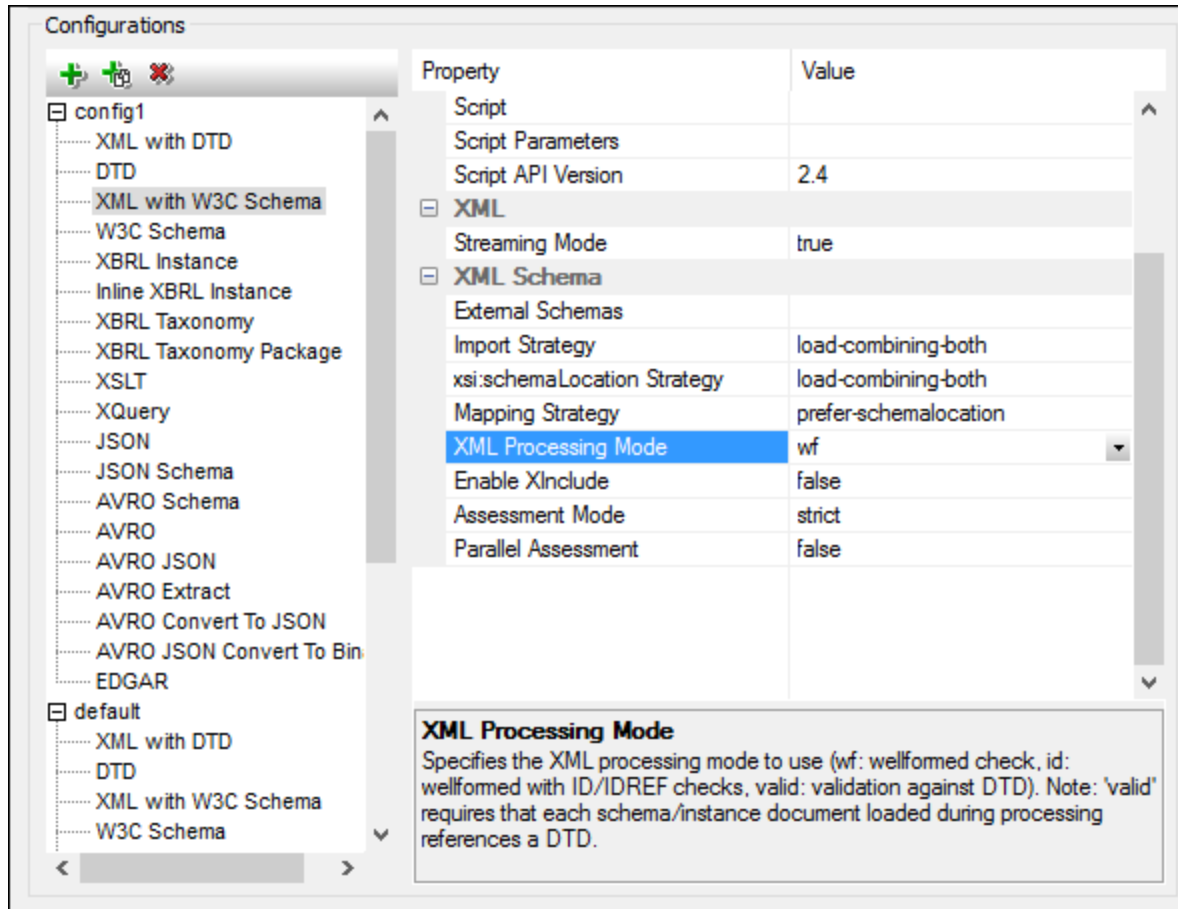 Configurations
config1
XML with DTD
DTD
XML with W3C Schema
W3C Schema
XBRL Instance
Inline XBRL Instance
XBRL Taxonomy
XBRL Taxonomy Package
XSLT
XQuery
JSON
JSON Schema
AVRO Schema
AVRO
AVRO JSON
AVRO Extract
AVRO Convert To JSON
AVRO JSON Convert To Bin
EDGAR
default
XML with DTD
DTD
XML with W3C Schema
W3C Schema
Property Value
Script
Script Parameters
Script API Version 2.4
XML
Streaming Mode true
XML Schema
External Schemas
Import Strategy load-combining-both
xsi:schemaLocation Strategy load-combining-both
Mapping Strategy prefer-schemalocation
XML Processing Mode wf
Enable XInclude false
Assessment Mode strict
Parallel Assessment false
XML Processing Mode
Specifies the XML processing mode to use (wf: wellformed check, id:
wellformed with ID/IDREF checks, valid: validation against DTD). Note: 'valid'
requires that each schema/instance document loaded during processing
references a DTD.